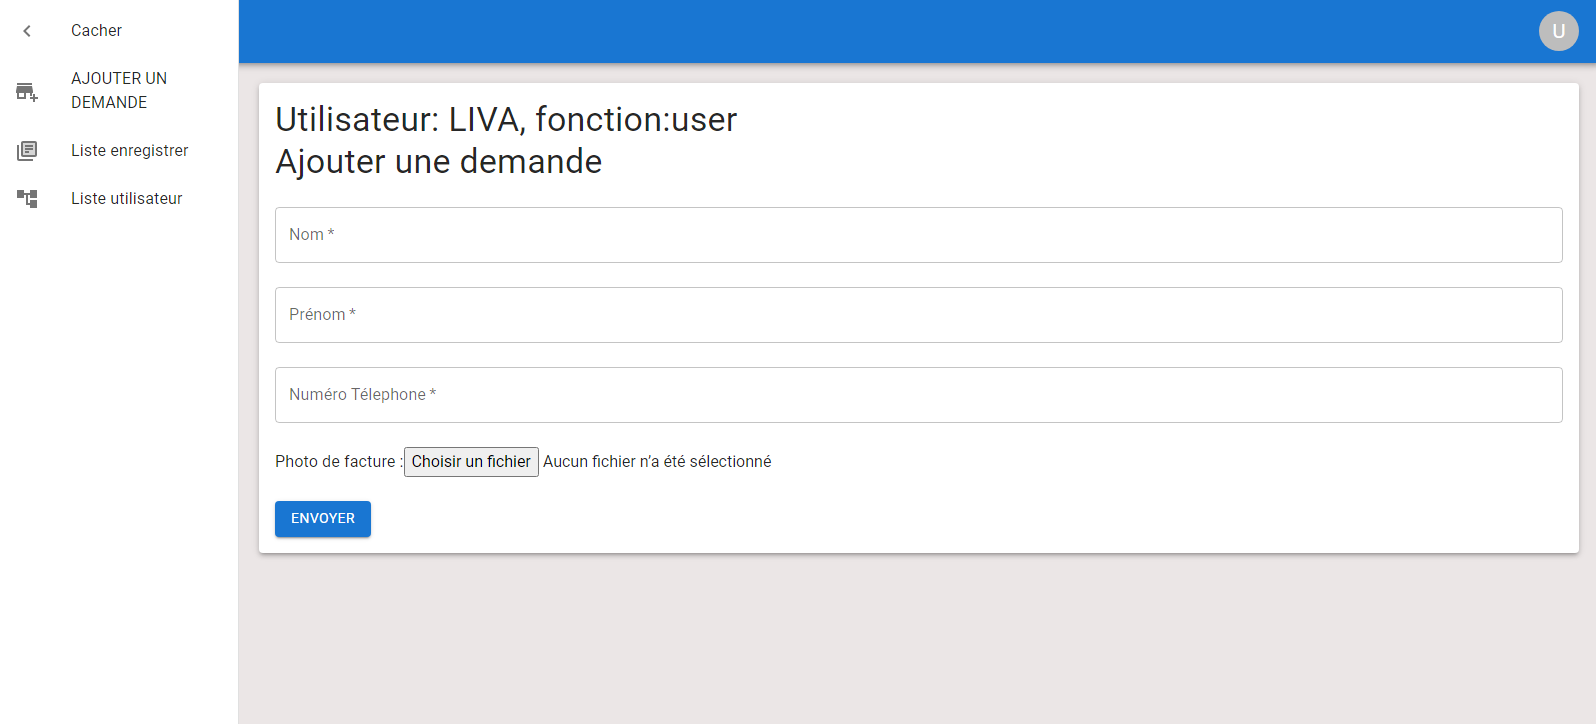 Cacher
AJOUTER UN
DEMANDE
Liste enregistrer
Liste utilisateur
U
Utilisateur: LIVA, fonction:user
Ajouter une demande
Nom *
Prénom *
Numéro Télephone *
Photo de facture : Choisir un fichier Aucun fichier n’a été sélectionné
ENVOYER